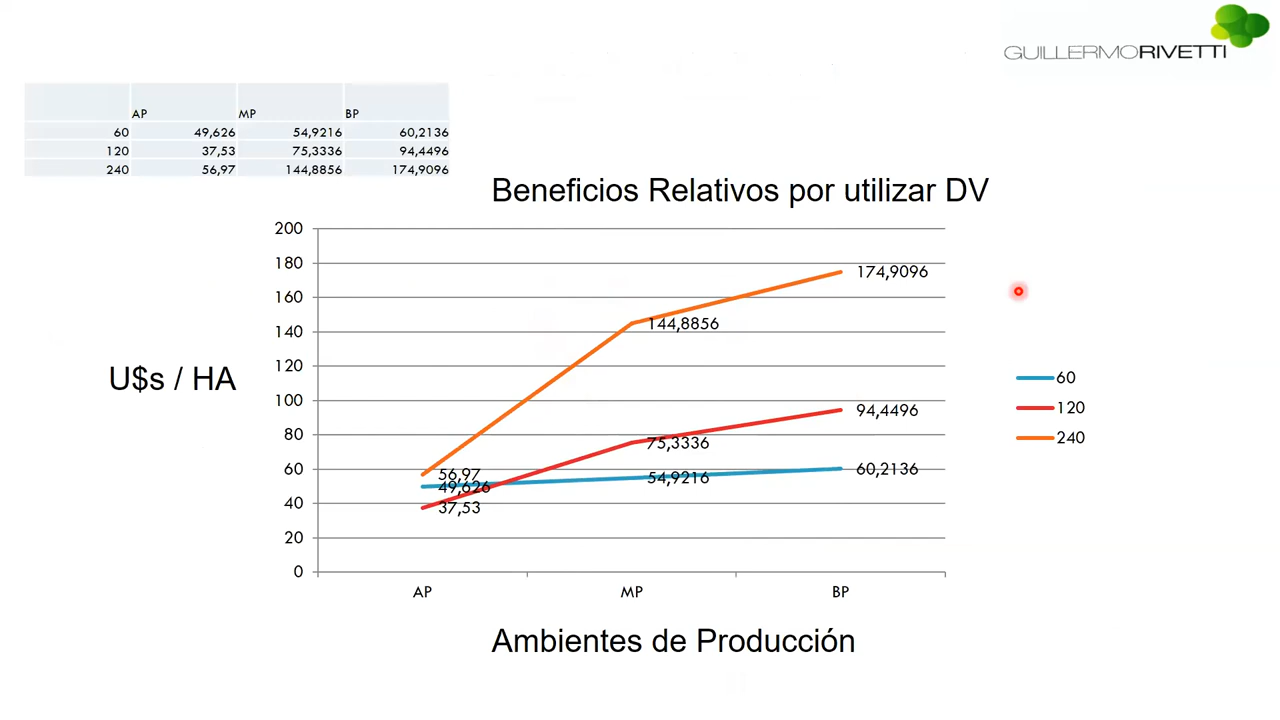 GUILLERMORIVETTI
AP MP BP
60 49,626 54,9216 60,2136
120 37,53 75,3336 94,4496
240 56,97 144,8856 174,9096
Beneficios Relativos por utilizar DV
200
180
160
140
120
100
80
60
40
20
0
U$s / HA
174,9096
144,8856
94,4496
75,3336
60,2136
54,9216
56,97
49,626
37,53
60
120
240
AP MP BP
Ambientes de Producción